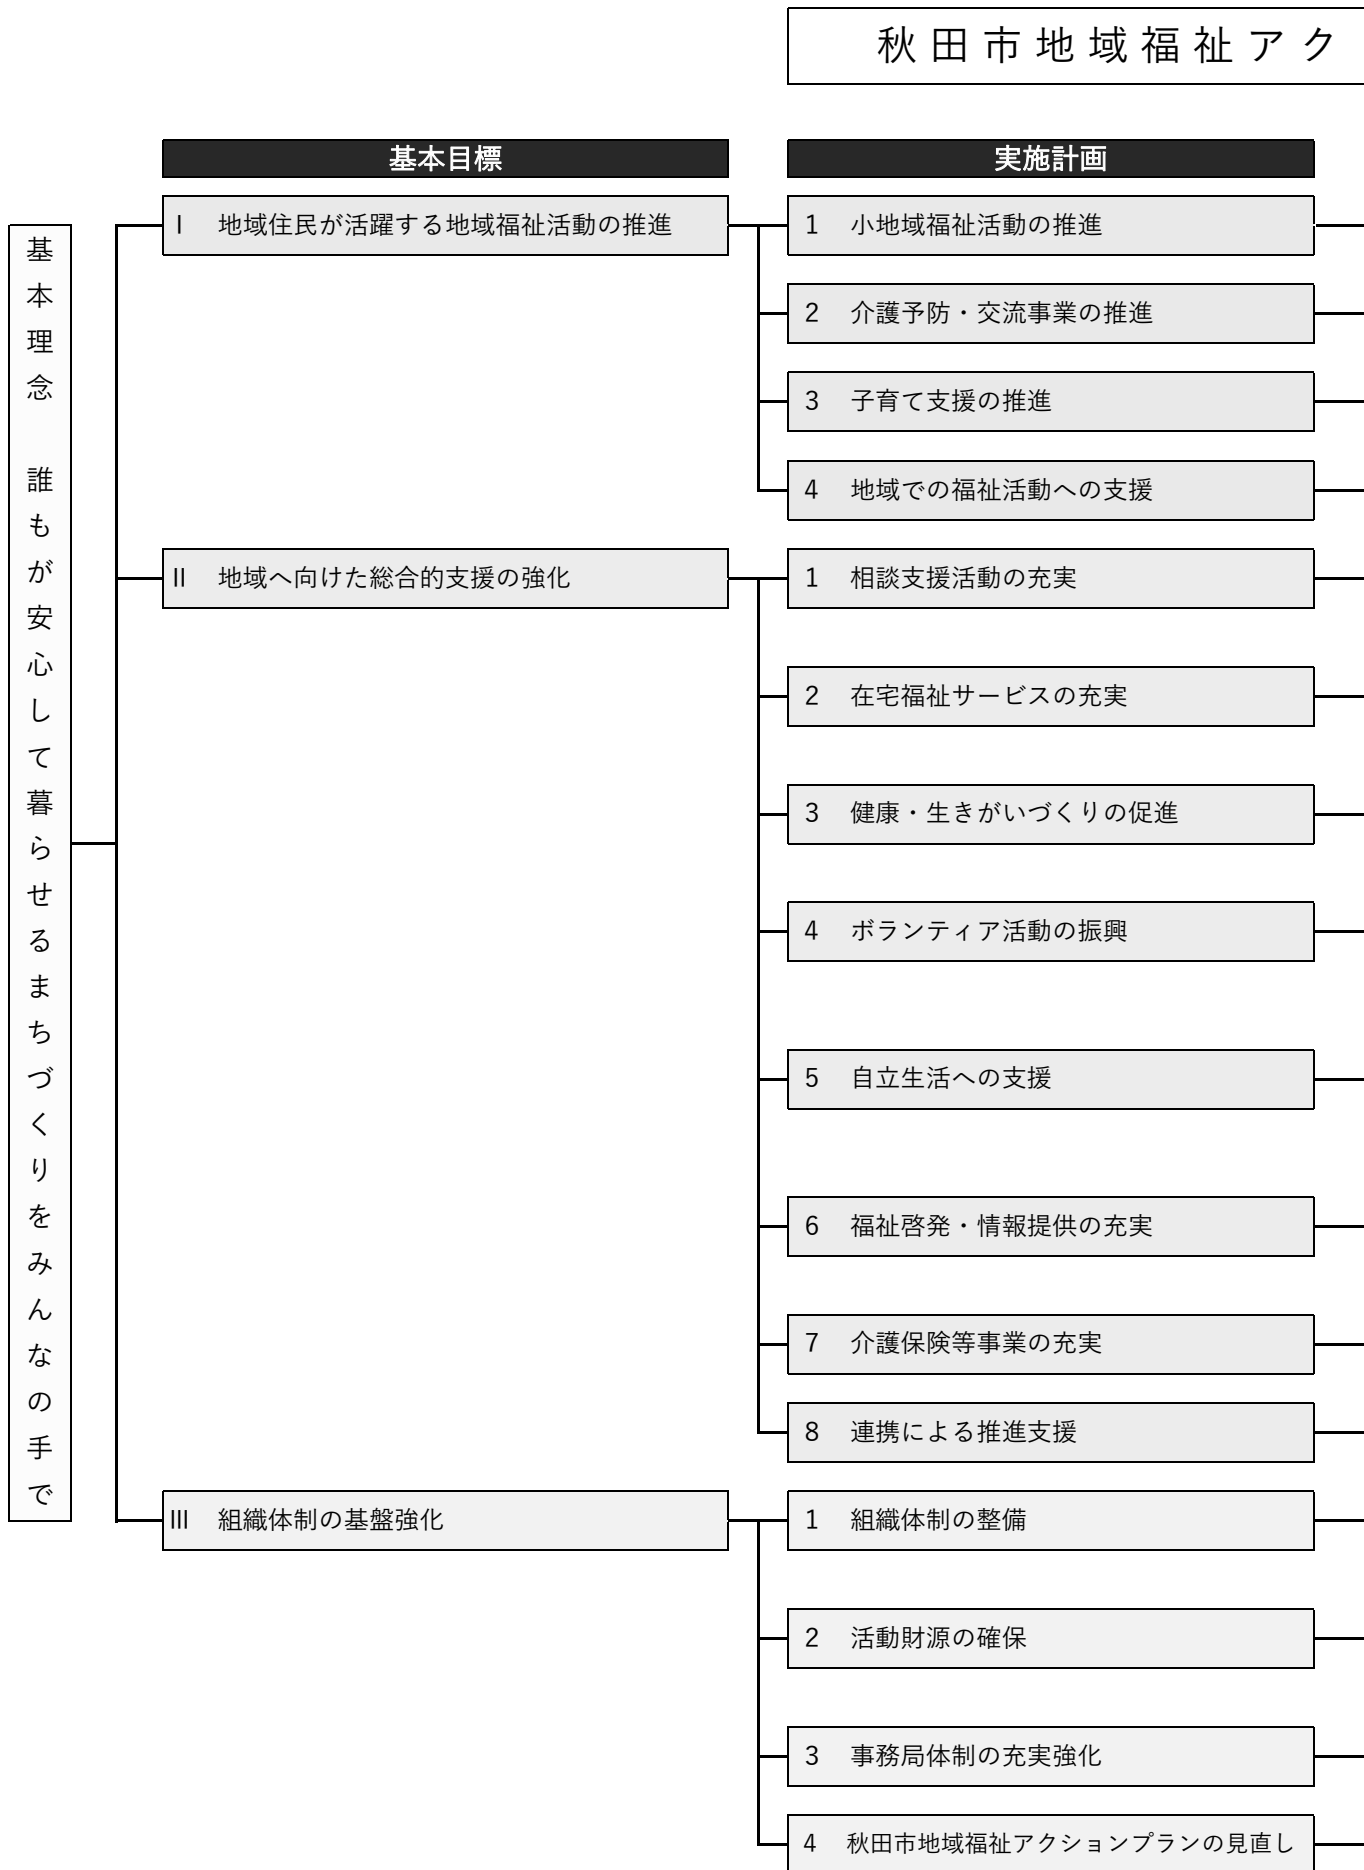 秋田市地域福祉アク
基本目標
実施計画
基本理念　誰もが安心して暮らせるまちづくりをみんなの手で
Ⅰ　地域住民が活躍する地域福祉活動の推進
1　小地域福祉活動の推進
2　介護予防・交流事業の推進
3　子育て支援の推進
4　地域での福祉活動への支援
Ⅱ　地域へ向けた総合的支援の強化
1　相談支援活動の充実
2　在宅福祉サービスの充実
3　健康・生きがいづくりの促進
4　ボランティア活動の振興
5　自立生活への支援
6　福祉啓発・情報提供の充実
7　介護保険等事業の充実
8　連携による推進支援
Ⅲ　組織体制の基盤強化
1　組織体制の整備
2　活動財源の確保
3　事務局体制の充実強化
4　秋田市地域福祉アクションプランの見直し